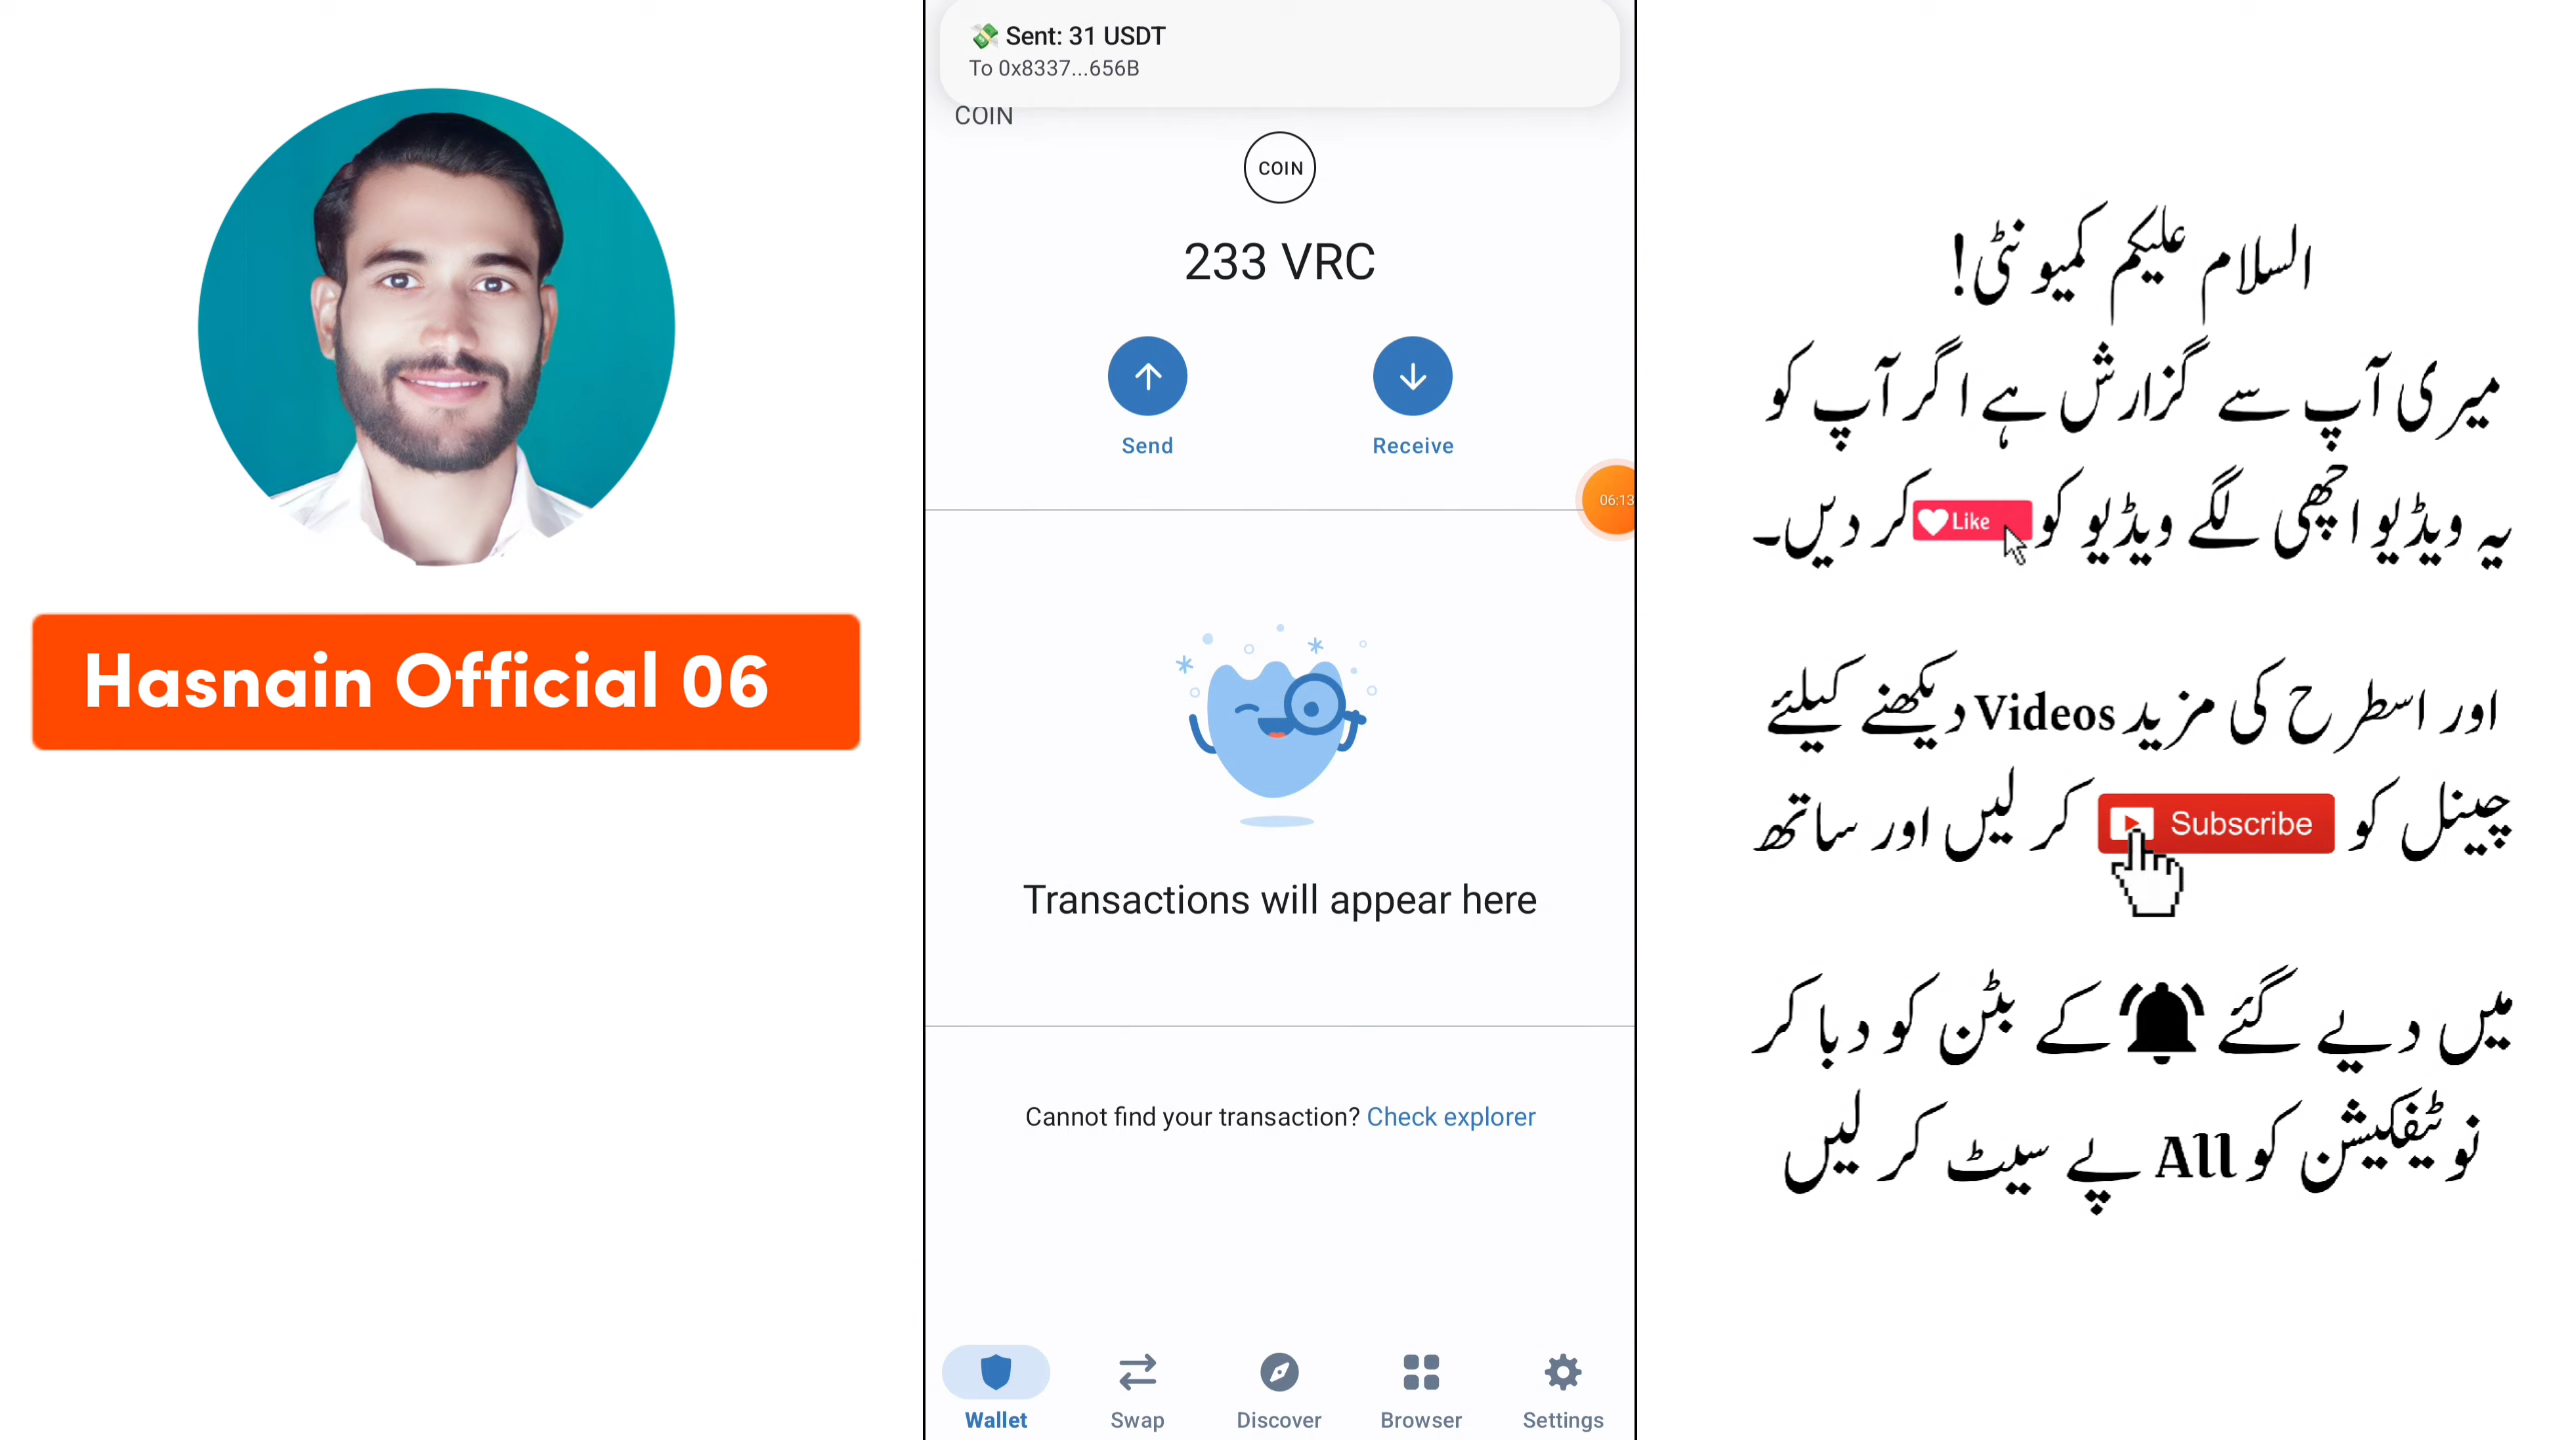 Hasnain Official 06
Sent: 31 USDT
To 0x8337...656B
COIN
COIN
233 VRC
Send
Receive
06:13
Transactions will appear here
Cannot find your transaction? Check explorer
Wallet
Swap
Discover
Browser
Settings
السلام علیکم کمیونٹی!
میری آپ سے گزارش ہے اگر آپ کو
یہ ویڈیو اچھی لگے ویڈیو کو Like کر دیں۔
اور اسطرح کی مزید Videos دیکھنے کیلئے
چینل کو Subscribe کر لیں اور ساتھ
میں دیے گئے کے بٹن کو دبا کر
نوٹیفکیشن کو All پے سیٹ کر لیں